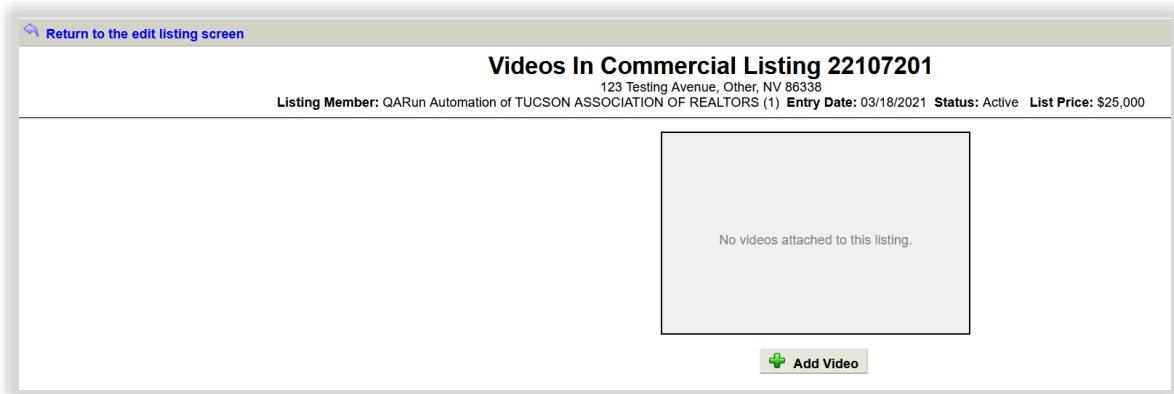 Return to the edit listing screen
Videos In Commercial Listing 22107201
123 Testing Avenue, Other, NV 86338
Listing Member: QARun Automation of TUCSON ASSOCIATION OF REALTORS (1) Entry Date: 03/18/2021 Status: Active List Price: $25,000
No videos attached to this listing.
Add Video